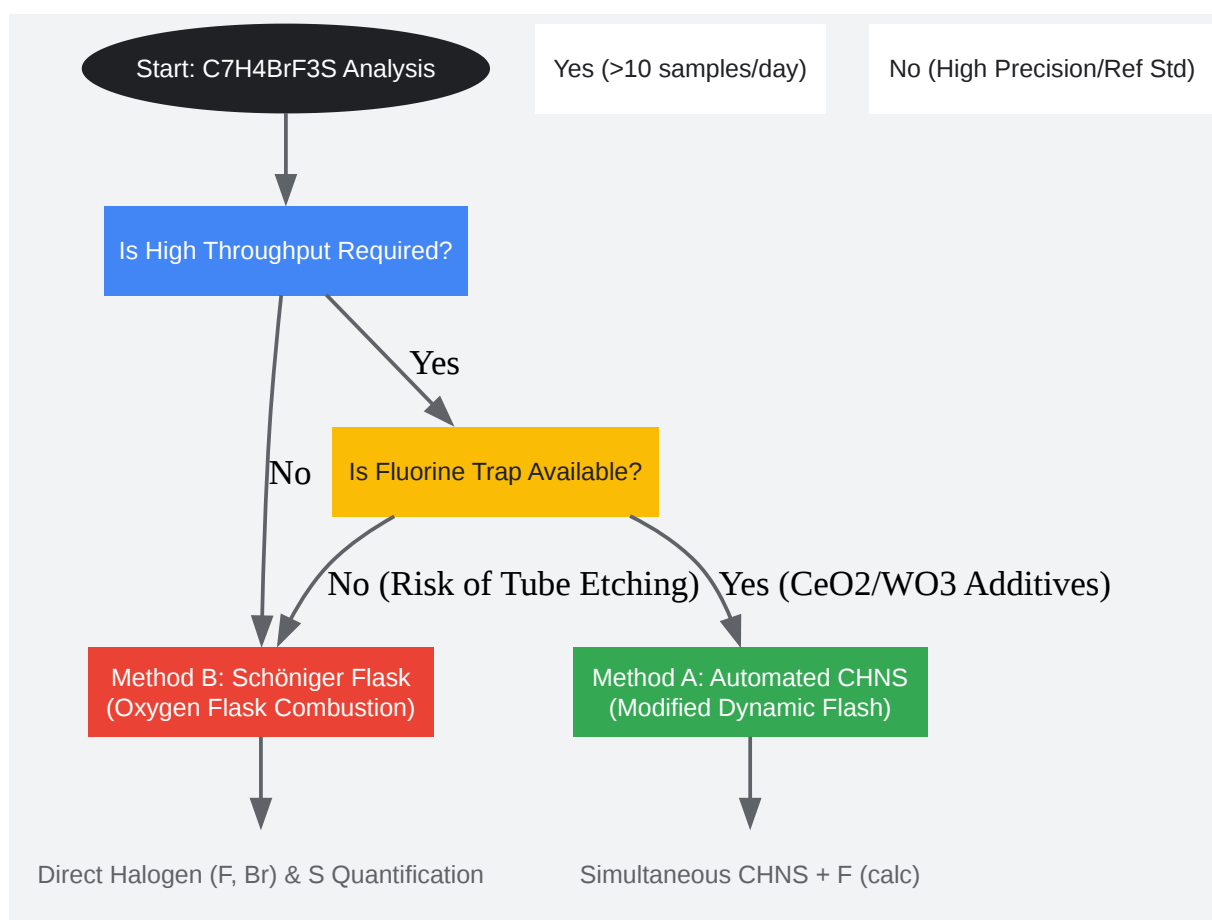 Start: C7H4BrF3S Analysis
Yes (>10 samples/day)
No (High Precision/Ref Std)
Is High Throughput Required?
Yes
No
Is Fluorine Trap Available?
No (Risk of Tube Etching)
Yes (CeO2/WO3 Additives)
Method B: Schöniger Flask
(Oxygen Flask Combustion)
Method A: Automated CHNS
(Modified Dynamic Flash)
Direct Halogen (F, Br) & S Quantification
Simultaneous CHNS + F (calc)